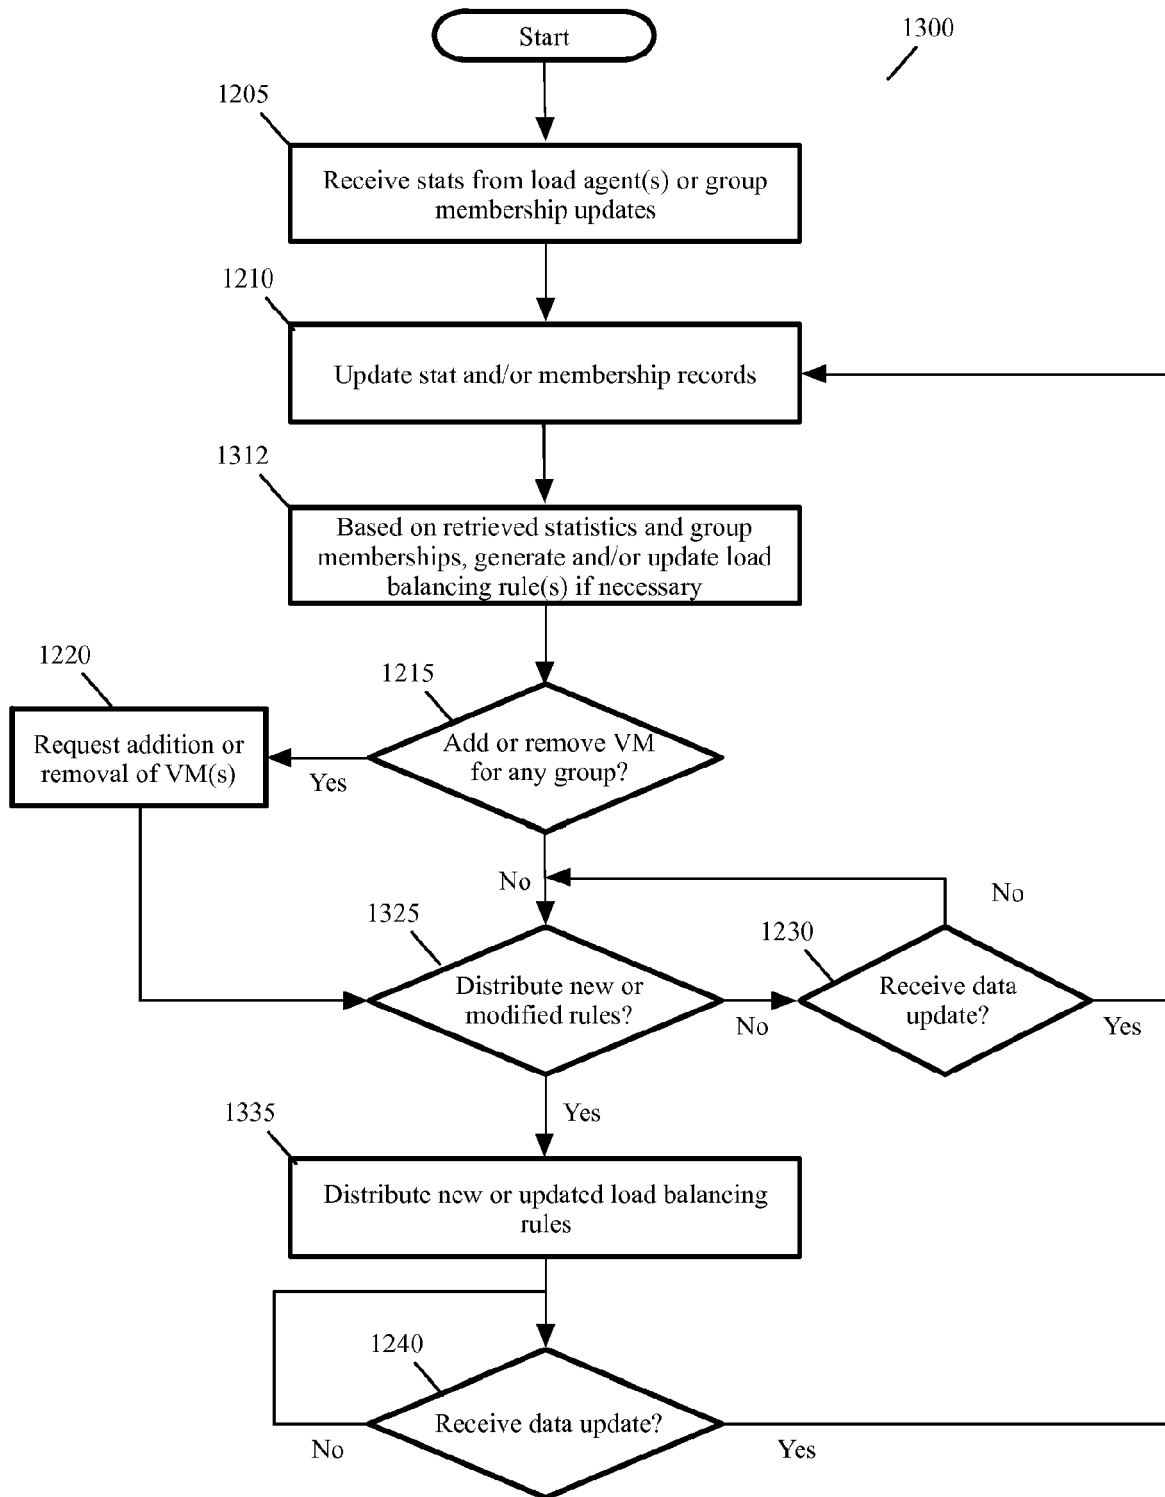 Start
1300
1205
Receive stats from load agent(s) or group
membership updates
1210
Update stat and/or membership records
1312
Based on retrieved statistics and group
memberships, generate and/or update load
balancing rule(s) if necessary
1220
1215
Request addition or
removal of VM(s)
Add or remove VM
for any group?
Yes
No
No
1325
1230
Distribute new or
modified rules?
Receive data
update?
No
Yes
Yes
1335
Distribute new or updated load balancing
rules
1240
Receive data update?
No
Yes